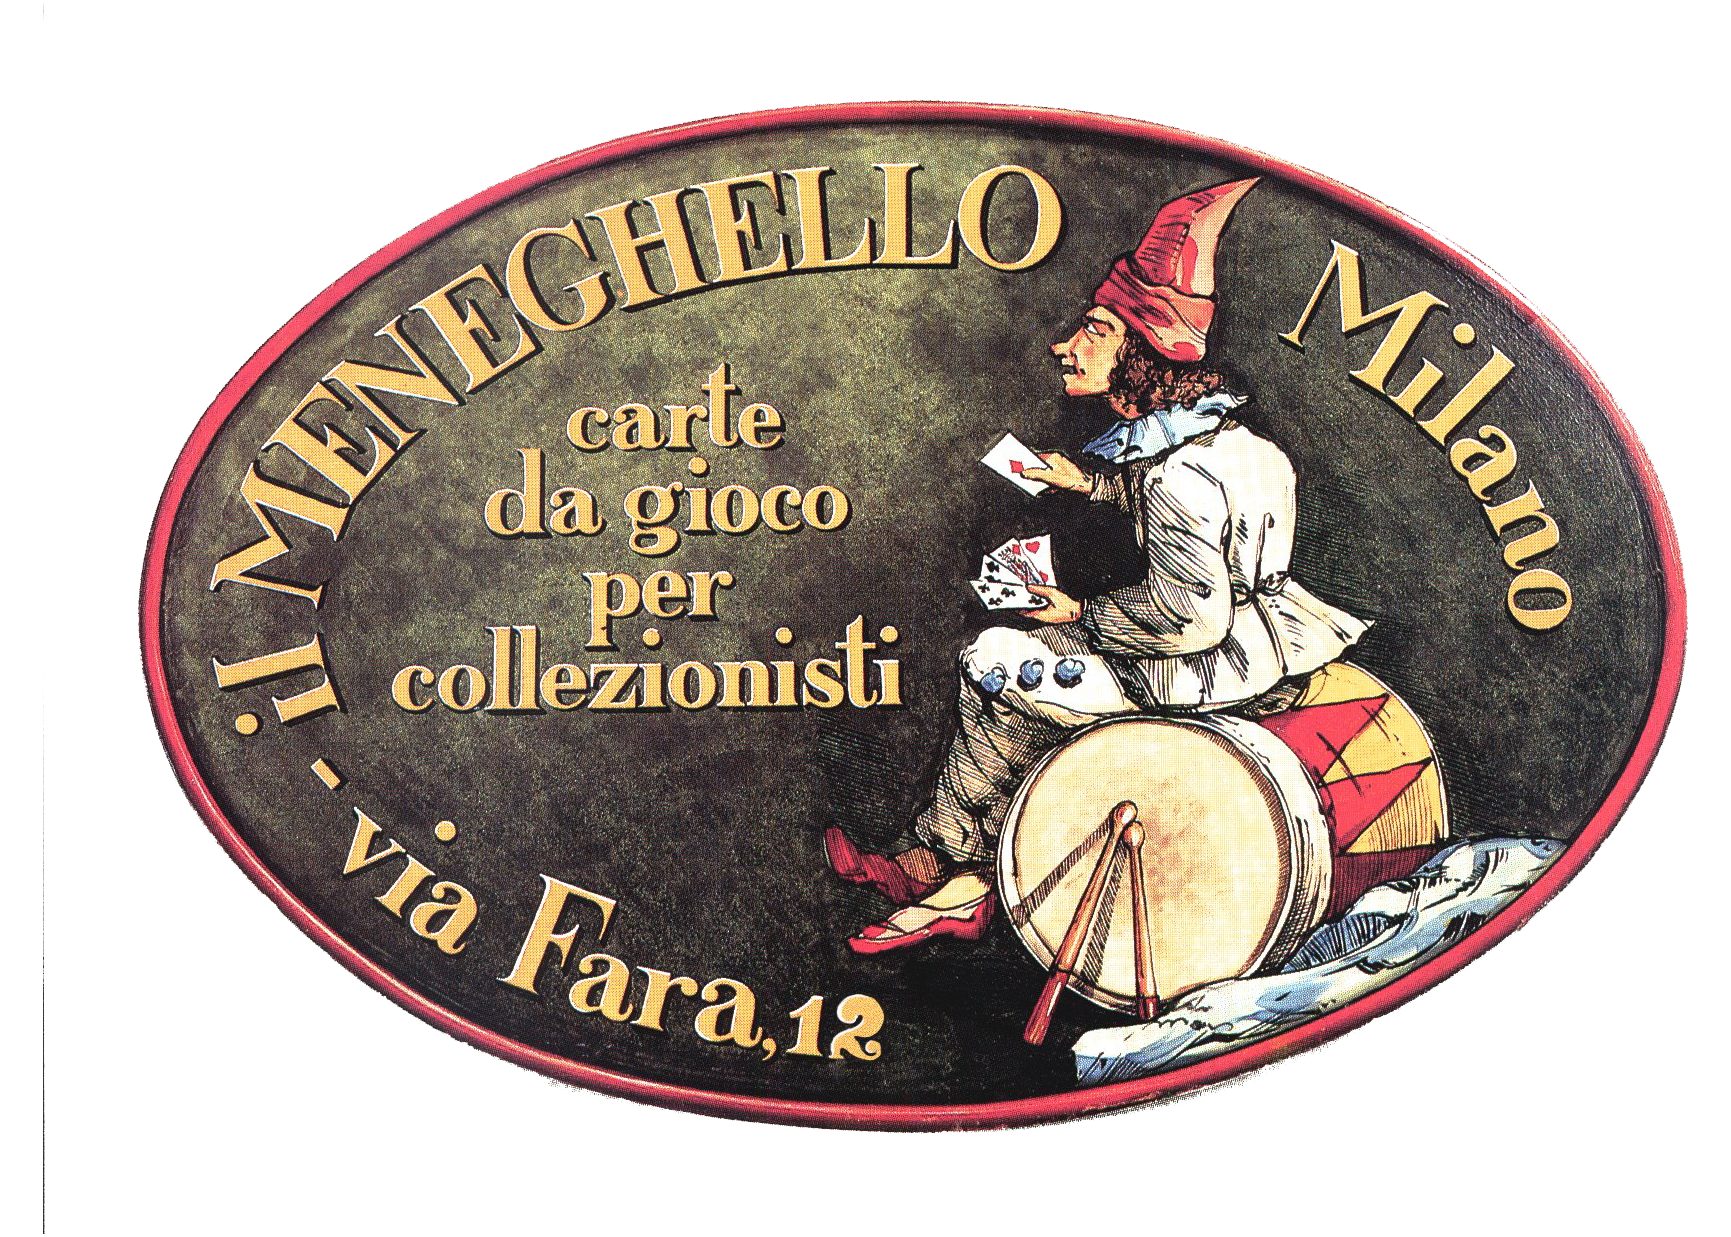 il MENEGHELLO
Milano
carte
da gioco
per
collezionisti
- via Fara, 12